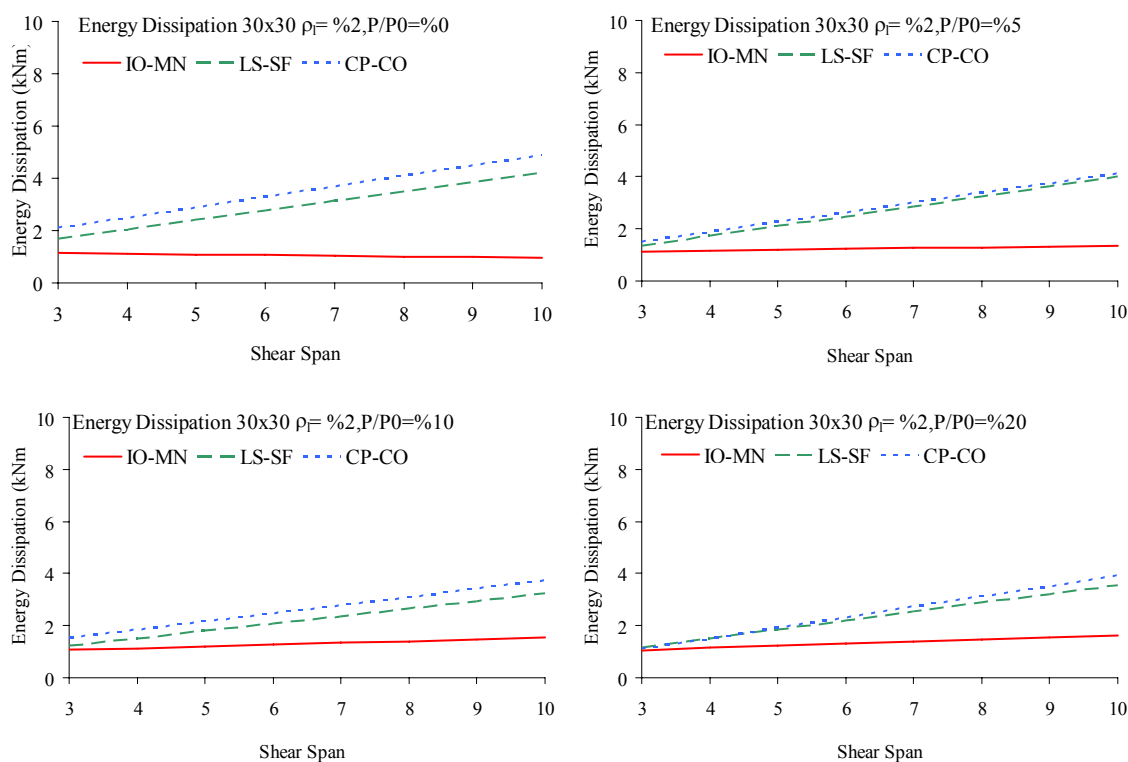 Energy Dissipation 30x30 ρl= %2,P/P0=%0
IO-MN LS-SF CP-CO
Energy Dissipation (kNm)
10
8
6
4
2
0
3 4 5 6 7 8 9 10
Shear Span
Energy Dissipation 30x30 ρl= %2,P/P0=%5
IO-MN LS-SF CP-CO
Energy Dissipation (kNm
10
8
6
4
2
0
3 4 5 6 7 8 9 10
Shear Span
Energy Dissipation 30x30 ρl= %2,P/P0=%10
IO-MN LS-SF CP-CO
Energy Dissipation (kNm
10
8
6
4
2
0
3 4 5 6 7 8 9 10
Shear Span
Energy Dissipation 30x30 ρl= %2,P/P0=%20
IO-MN LS-SF CP-CO
Energy Dissipation (kNm
10
8
6
4
2
0
3 4 5 6 7 8 9 10
Shear Span